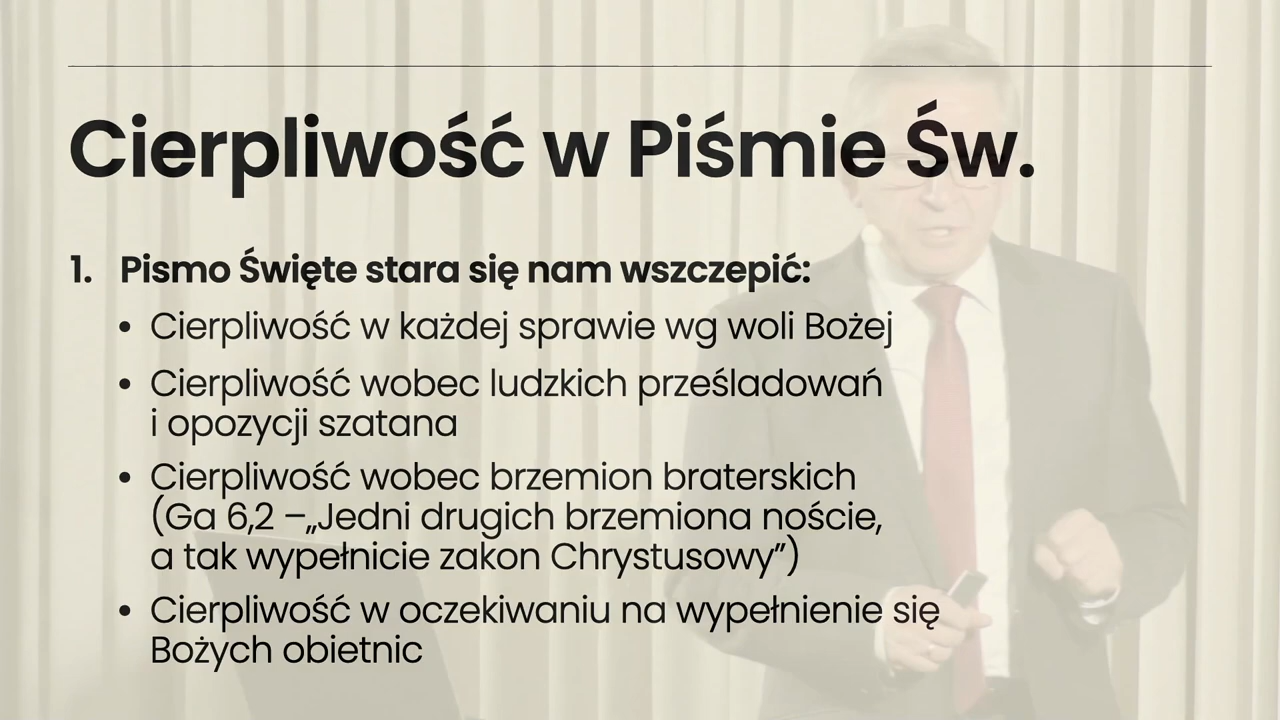 Cierpliwość w Piśmie Św.
1. Pismo Święte stara się nam wszczepić:
• Cierpliwość w każdej sprawie wg woli Bożej
• Cierpliwość wobec ludzkich prześladowań
i opozycji szatana
• Cierpliwość wobec brzemion braterskich
(Ga 6,2 –„Jedni drugich brzemiona noście,
a tak wypełnicie zakon Chrystusowy”)
• Cierpliwość w oczekiwaniu na wypełnienie się
Bożych obietnic